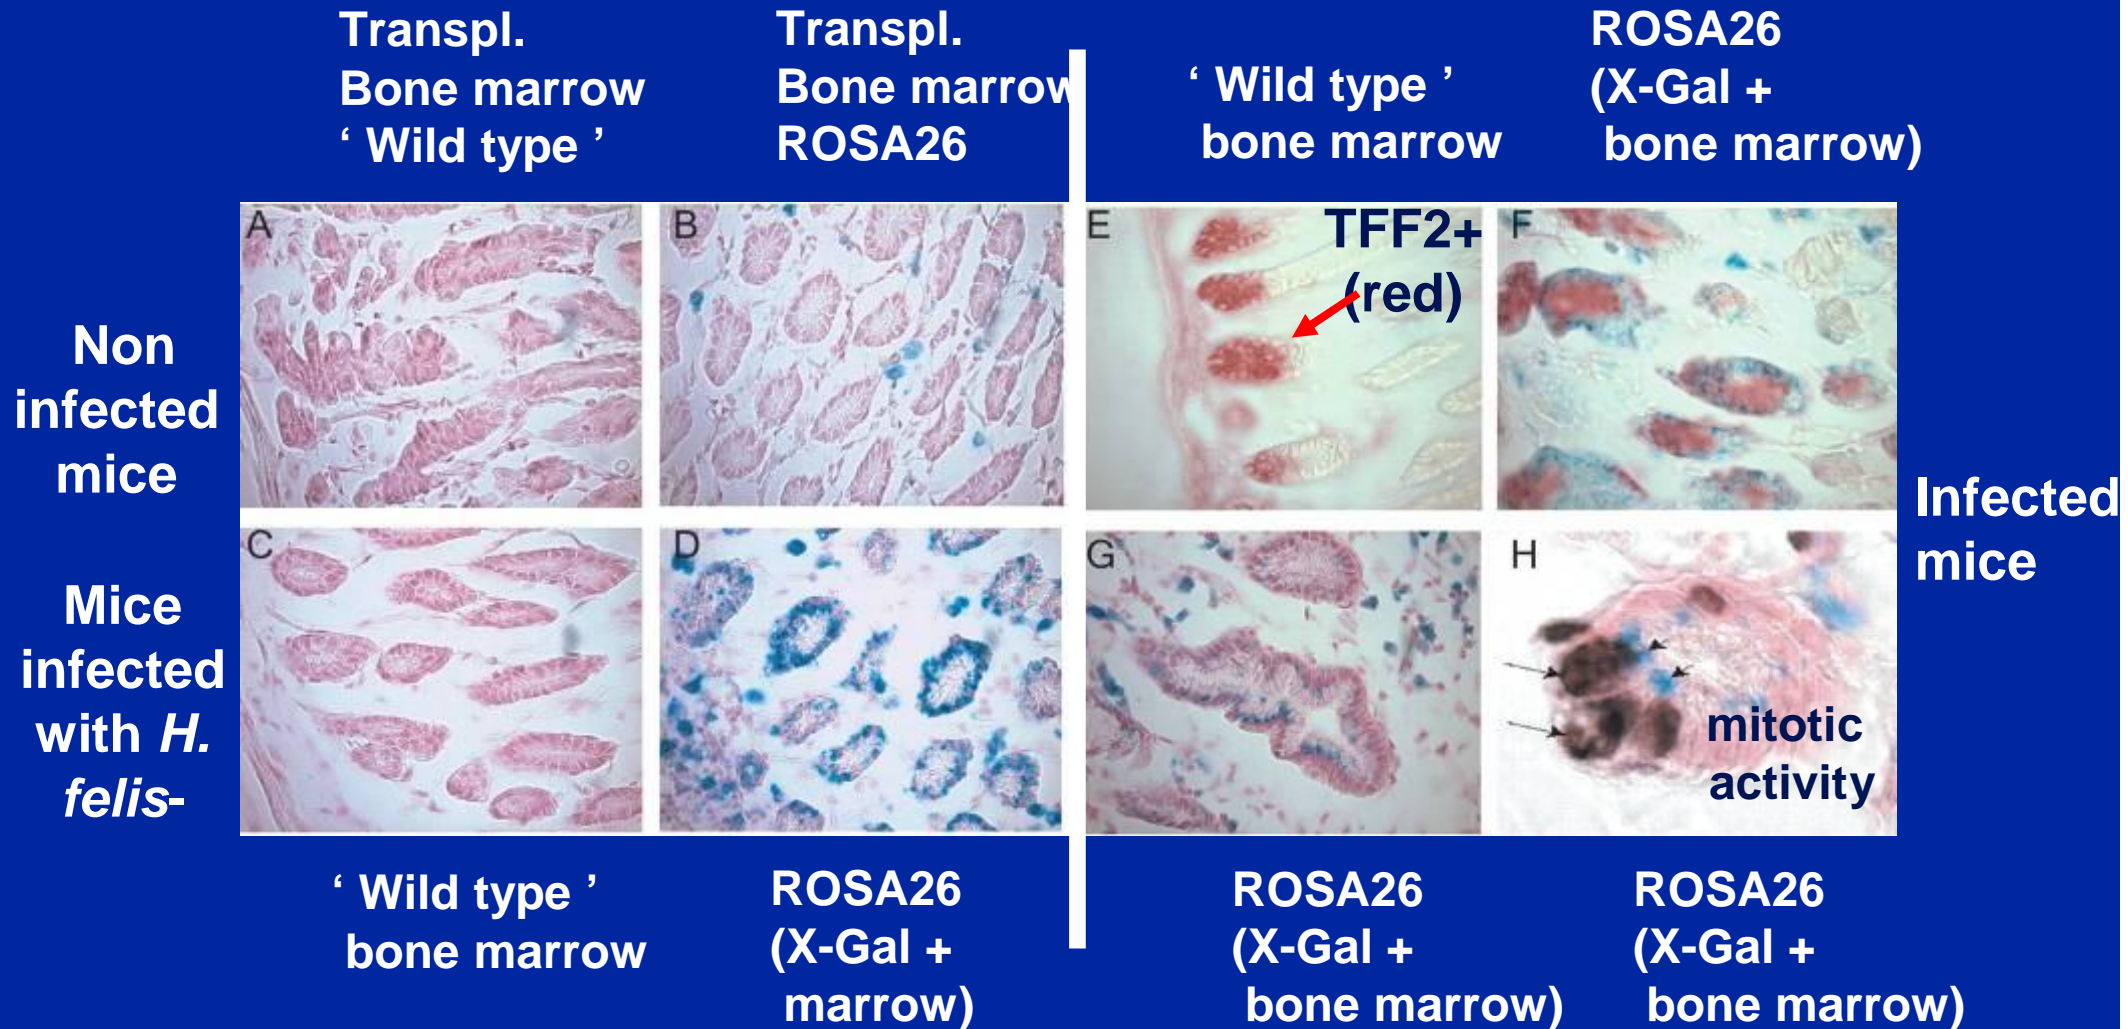 Transpl.
Bone marrow
‘ Wild type ’
Transpl.
Bone marrow
ROSA26
‘ Wild type ’
bone marrow
ROSA26
(X-Gal +
bone marrow)
Non
infected
mice
Mice
infected
with H.
felis-
A
B
C
D
E
TFF2+
(red)
F
G
H
mitotic
activity
Infected
mice
‘ Wild type ’
bone marrow
ROSA26
(X-Gal +
marrow)
ROSA26
(X-Gal +
bone marrow)
ROSA26
(X-Gal +
bone marrow)